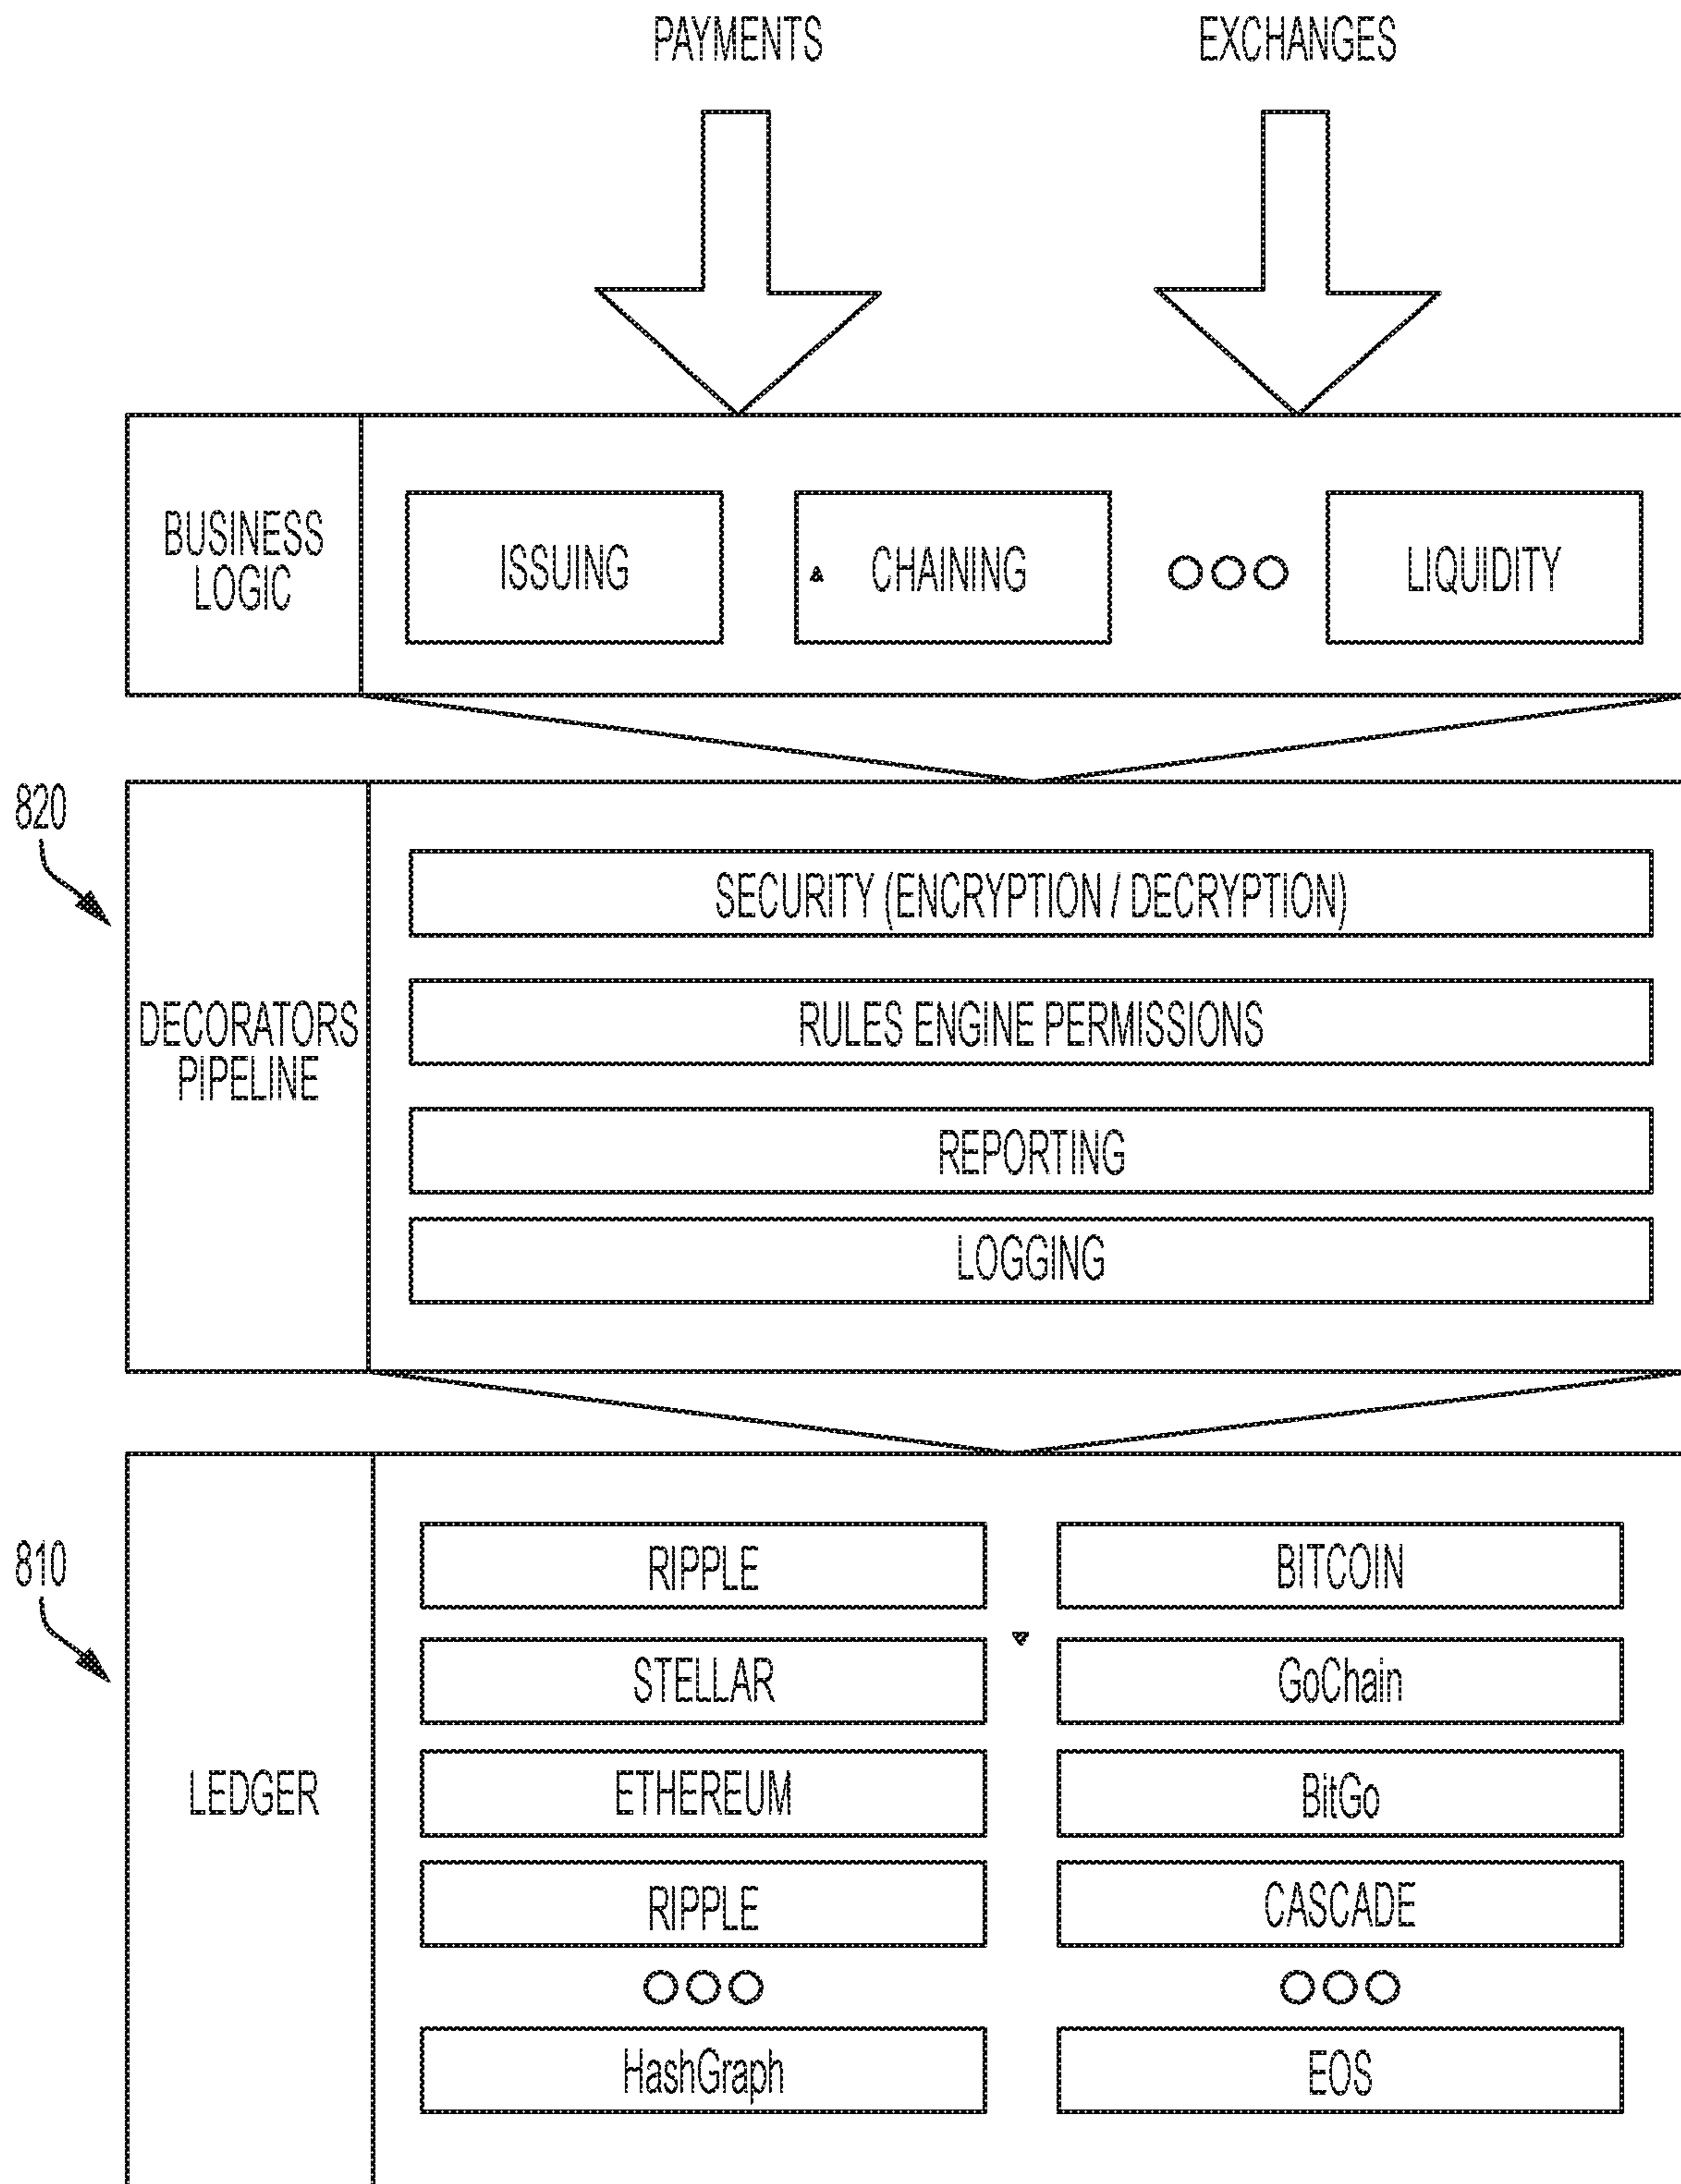 PAYMENTS
EXCHANGES
BUSINESS
LOGIC
ISSUING
CHAINING
LIQUIDITY
820
DECORATORS
PIPELINE
SECURITY (ENCRYPTION / DECRYPTION)
RULES ENGINE PERMISSIONS
REPORTING
LOGGING
810
LEDGER
RIPPLE
BITCOIN
STELLAR
GoChain
ETHEREUM
BitGo
RIPPLE
CASCADE
HashGraph
EOS